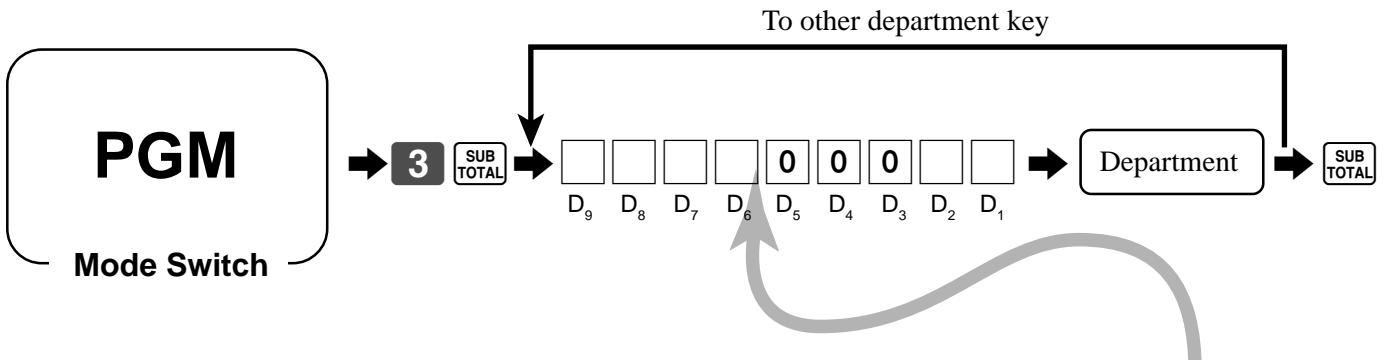 To other department key
PGM
Mode Switch
3 SUB TOTAL
0 0 0
D9 D8 D7 D6 D5 D4 D3 D2 D1
Department
SUB TOTAL